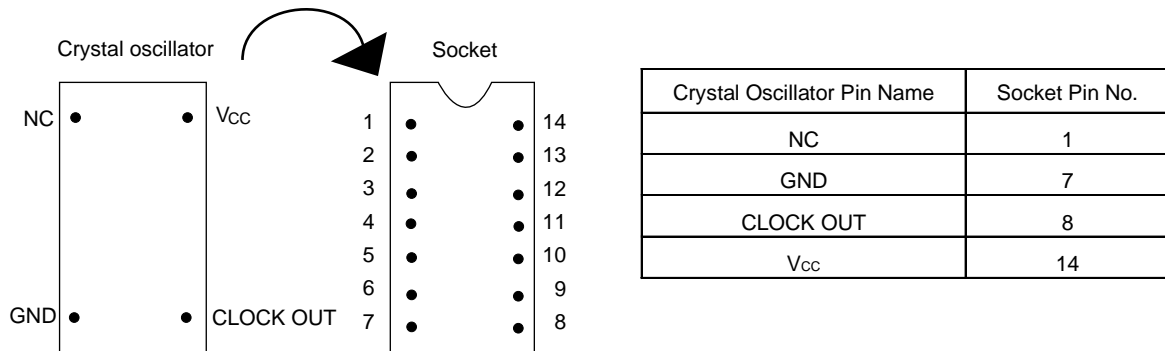 Crystal oscillator
NC
Vcc
GND
CLOCK OUT
Socket
1 14
2 13
3 12
4 11
5 10
6 9
7 8
Crystal Oscillator Pin Name Socket Pin No.
NC 1
GND 7
CLOCK OUT 8
Vcc 14